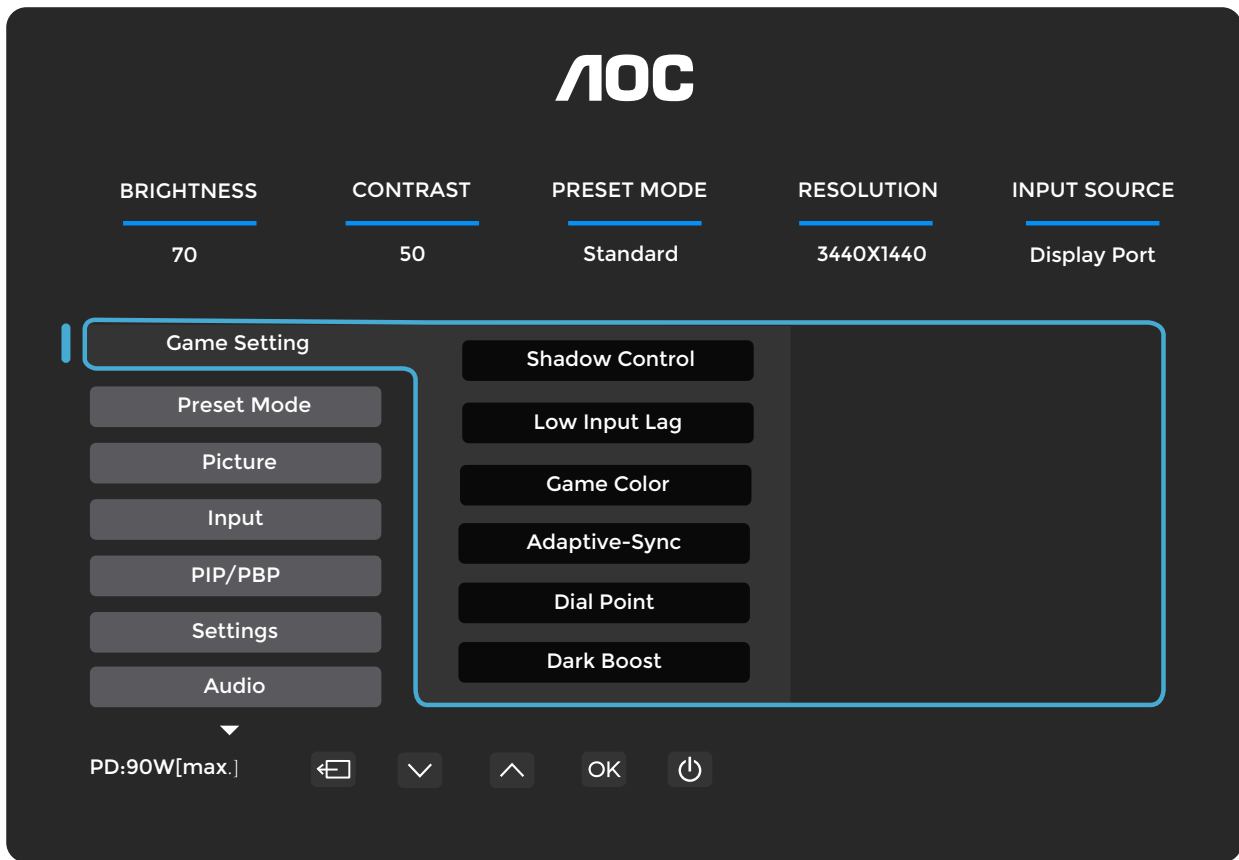 AOC
BRIGHTNESS CONTRAST PRESET MODE RESOLUTION INPUT SOURCE
70 50 Standard 3440X1440 Display Port
Game Setting
Preset Mode
Picture
Input
PIP/PBP
Settings
Audio
Shadow Control
Low Input Lag
Game Color
Adaptive-Sync
Dial Point
Dark Boost
PD:90W[max.]
OK